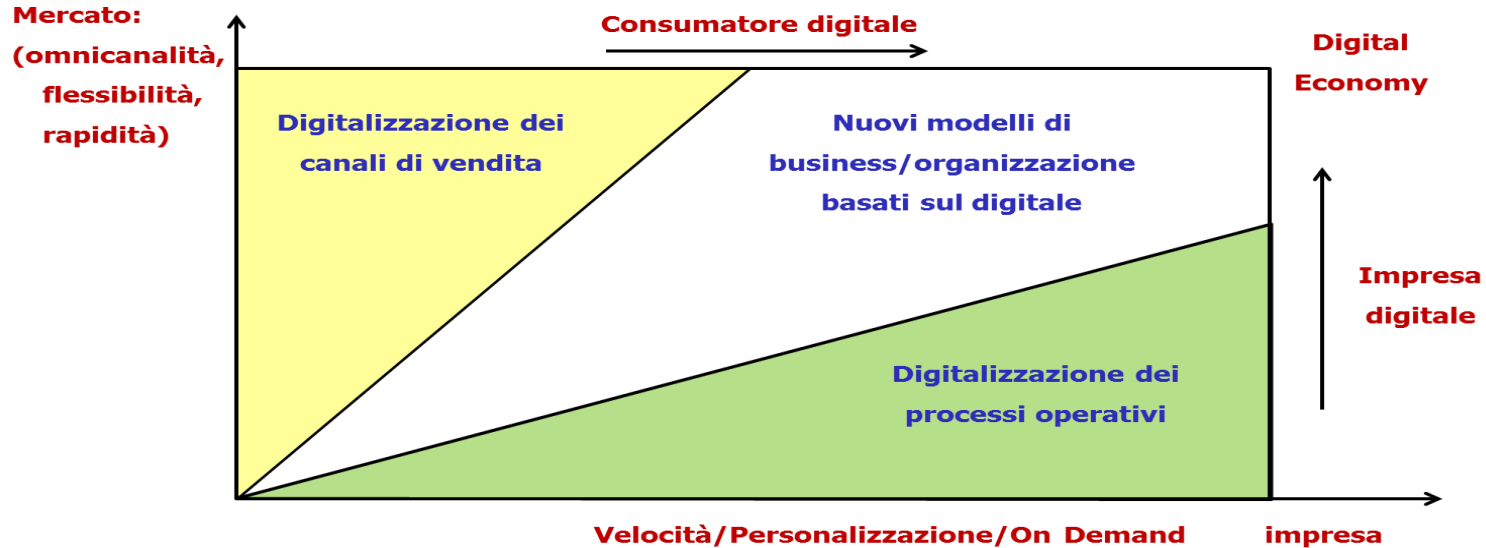 Mercato:
(omnicanalità,
flessibilità,
rapidità)
Consumatore digitale
Digital
Economy
Digitalizzazione dei
canali di vendita
Nuovi modelli di
business/organizzazione
basati sul digitale
Impresa
digitale
Digitalizzazione dei
processi operativi
Velocità/Personalizzazione/On Demand impresa